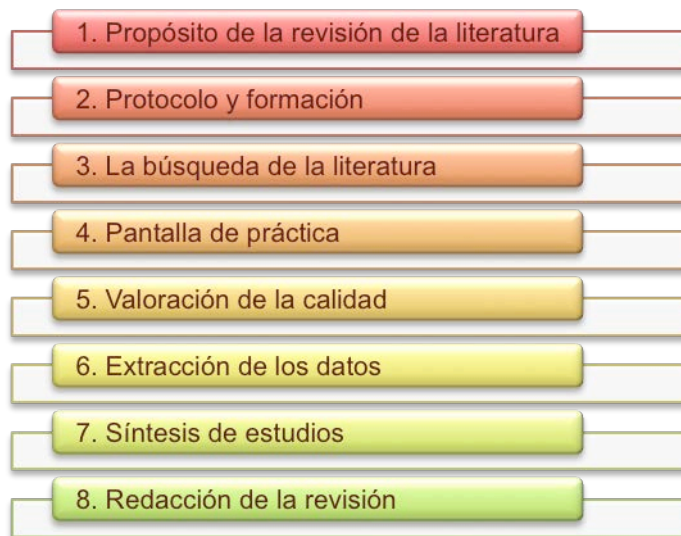 1. Propósito de la revisión de la literatura
2. Protocolo y formación
3. La búsqueda de la literatura
4. Pantalla de práctica
5. Valoración de la calidad
6. Extracción de los datos
7. Síntesis de estudios
8. Redacción de la revisión